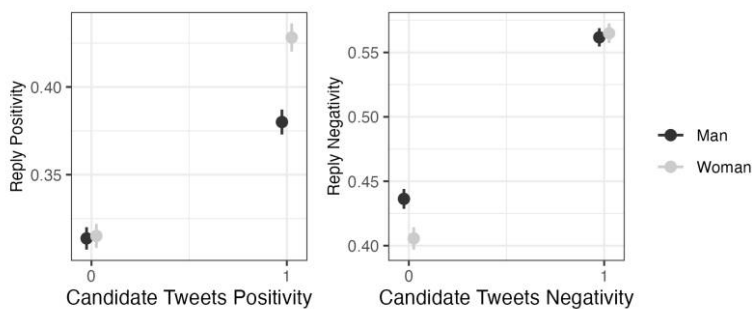 Reply Positivity
0.40
0.35
0
1
Candidate Tweets Positivity
Reply Negativity
0.55
0.50
0.45
0.40
0
1
Candidate Tweets Negativity
Man
Woman